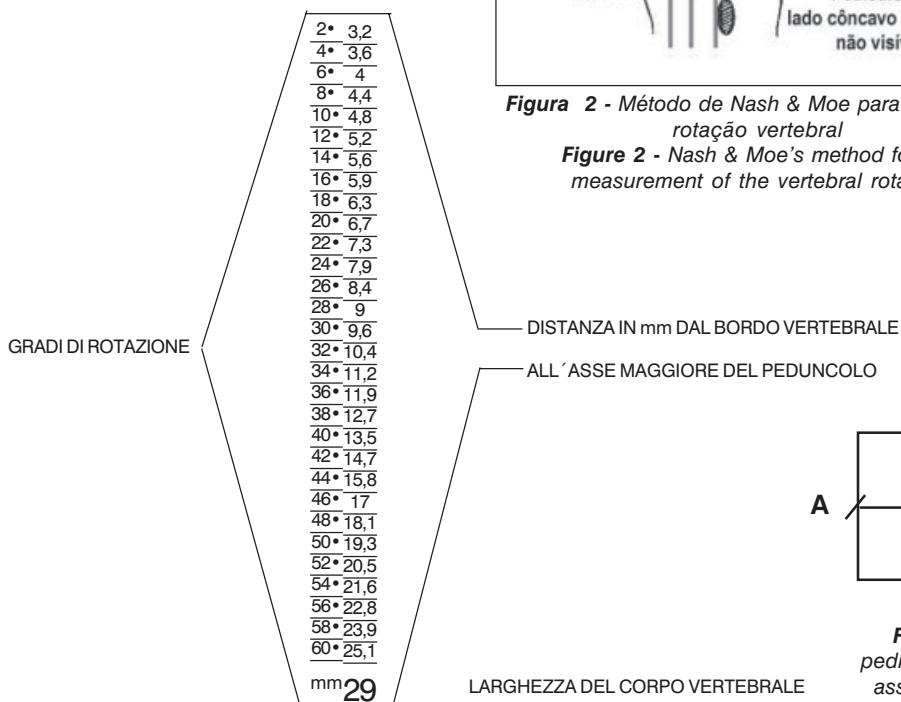 lado côncavo
não
Figura 2 - Método de Nash & Moe para
rotação vertebral
Figure 2 - Nash & Moe's method
measurement of the vertebral
2• 3,2
4• 3,6
6• 4
8• 4,4
10• 4,8
12• 5,2
14• 5,6
16• 5,9
18• 6,3
20• 6,7
22• 7,3
24• 7,9
26• 8,4
28• 9
30• 9,6
32• 10,4
34• 11,2
36• 11,9
38• 12,7
40• 13,5
42• 14,7
44• 15,8
46• 17
48• 18,1
50• 19,3
52• 20,5
54• 21,6
56• 22,8
58• 23,9
60• 25,1
mm 29
GRADI DI ROTAZIONE
DISTANZA IN mm DAL BORDO VERTEBRALE
ALL´ASSE MAGGIORE DEL PEDUNCOLO
LARGHEZZA DEL CORPO VERTEBRALE
A